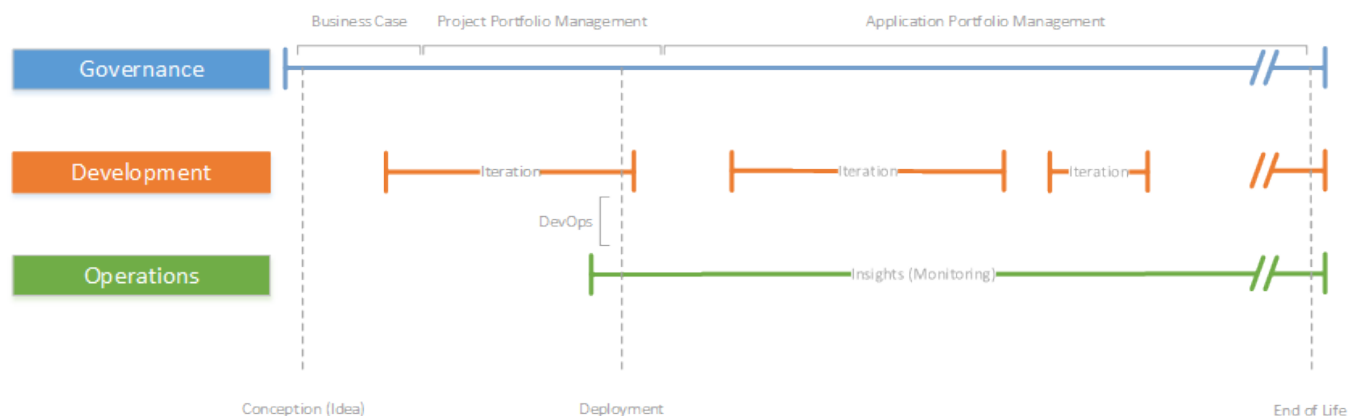 Business Case
Project Portfolio Management
Application Portfolio Management
Governance
Development
Iteration
Iteration
Iteration
DevOps
Operations
Insights (Monitoring)
Conception (Idea)
Deployment
End of Life